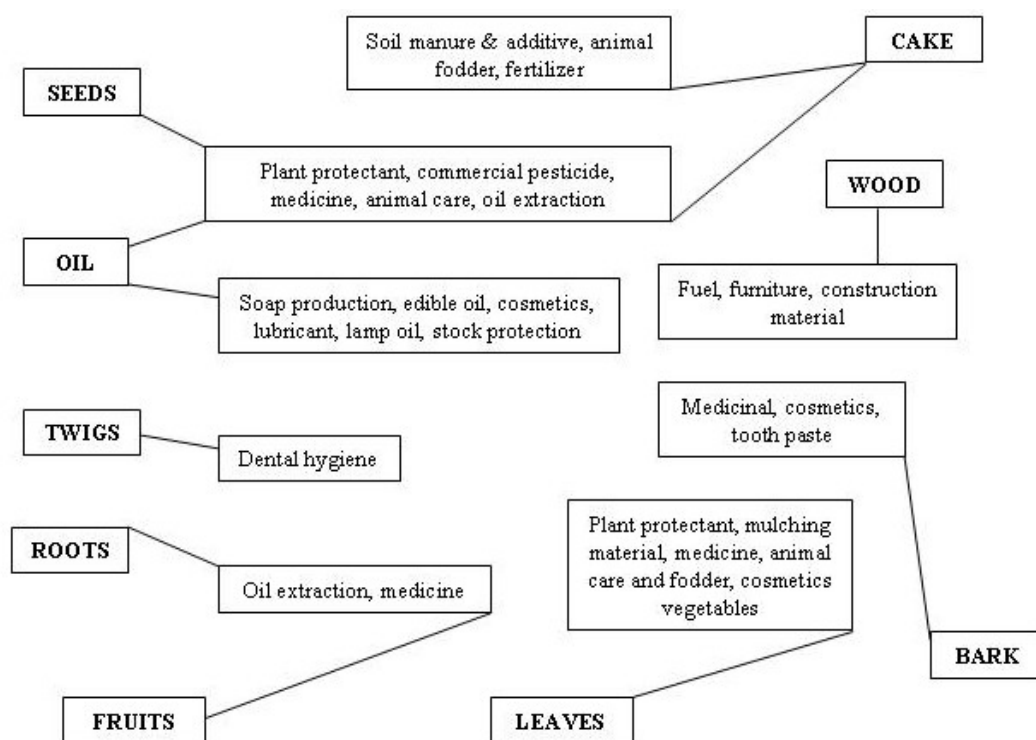 Soil manure & additive, animal
fodder, fertilizer
CAKE
SEEDS
Plant protectant, commercial pesticide,
medicine, animal care, oil extraction
WOOD
OIL
Fuel, furniture, construction
material
Soap production, edible oil, cosmetics,
lubricant, lamp oil, stock protection
Medicinal, cosmetics,
tooth paste
TWIGS
Dental hygiene
Plant protectant, mulching
material, medicine, animal
care and fodder, cosmetics
vegetables
ROOTS
Oil extraction, medicine
BARK
FRUITS
LEAVES